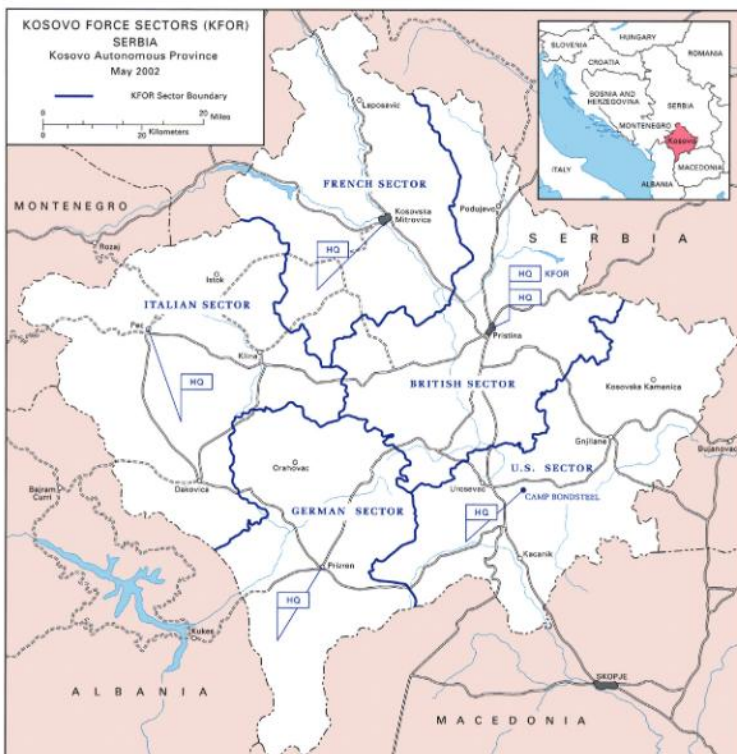 KOSOVO FORCE SECTORS (KFOR)
SERBIA
Kosovo Autonomous Province
May 2002
KFOR Sector Boundary
0 20 Miles
0 20
Kilometers
HUNGARY
SLOVENIA
ROMANIA
CROATIA
BOSNIA AND
HERZEGOVINA
SERBIA
MONTENEGRO
Kosovo
MACEDONIA
ITALY
ALBANIA
Leposavic
FRENCH SECTOR
MONTENEGRO
Podujevo
Kosovska
Mitrovica
SERBIA
Rozaj
HQ
HQ KFOR
Istok
HQ
ITALIAN SECTOR
Pec
Pristina
Klina
HQ
BRITISH SECTOR
Kosovska Kamenica
Gnjilane
Bujanovac
Orahovac
U.S. SECTOR
Dakovica
Urosevac
Bajram
Curri
CAMP BONDSTEEL
GERMAN SECTOR
HQ
Kacanik
Prizren
HQ
Kukes
SKOPJE
ALBANIA
MACEDONIA